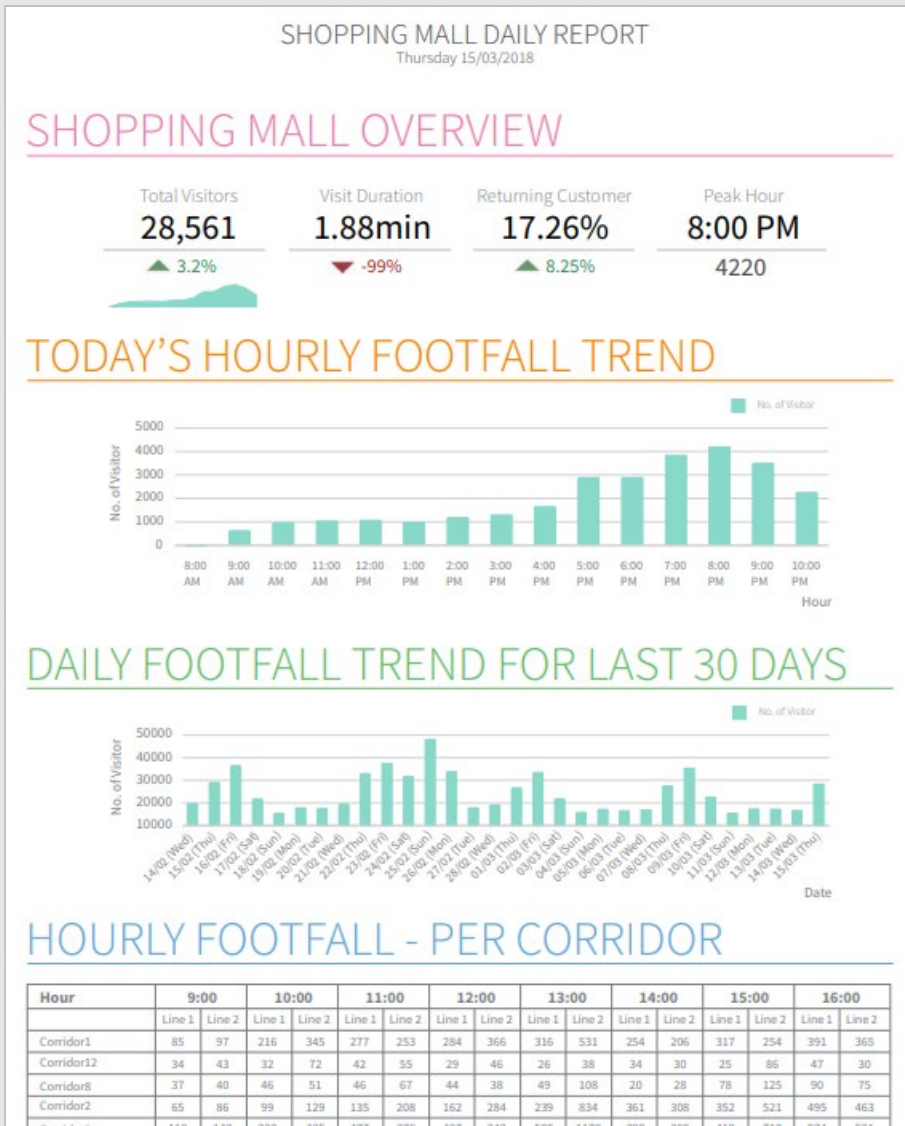 SHOPPING MALL DAILY REPORT
Thursday 15/03/2018
SHOPPING MALL OVERVIEW
Total Visitors Visit Duration Returning Customer Peak Hour
28,561 1.88min 17.26% 8:00 PM
3.2% -99% 8.25% 4220
TODAY’S HOURLY FOOTFALL TREND
No. of Visitor
No. of Visitor
5000
4000
3000
2000
1000
0
8:00 AM 9:00 AM 10:00 AM 11:00 AM 12:00 PM 1:00 PM 2:00 PM 3:00 PM 4:00 PM 5:00 PM 6:00 PM 7:00 PM 8:00 PM 9:00 PM 10:00 PM
Hour
DAILY FOOTFALL TREND FOR LAST 30 DAYS
No. of Visitor
No. of Visitor
50000
40000
30000
20000
10000
14/02 (Wed) 15/02 (Thu) 16/02 (Fri) 17/02 (Sat) 18/02 (Sun) 19/02 (Mon) 20/02 (Tue) 21/02 (Wed) 22/02 (Thu) 23/02 (Fri) 24/02 (Sat) 25/02 (Sun) 26/02 (Mon) 27/02 (Tue) 28/02 (Wed) 01/03 (Thu) 02/03 (Fri) 03/03 (Sat) 04/03 (Sun) 05/03 (Mon) 06/03 (Tue) 07/03 (Wed) 08/03 (Thu) 09/03 (Fri) 10/03 (Sat) 11/03 (Sun) 12/03 (Mon) 13/03 (Tue) 14/03 (Wed) 15/03 (Thu)
Date
HOURLY FOOTFALL - PER CORRIDOR
Hour 9:00 10:00 11:00 12:00 13:00 14:00 15:00 16:00
Line 1 Line 2 Line 1 Line 2 Line 1 Line 2 Line 1 Line 2 Line 1 Line 2 Line 1 Line 2 Line 1 Line 2 Line 1 Line 2
Corridor1 85 97 216 345 277 253 284 366 316 531 254 206 317 254 391 365
Corridor12 34 43 32 72 42 55 29 46 26 38 34 30 25 86 47 30
Corridor8 37 40 46 51 46 67 44 38 49 108 20 28 78 125 90 75
Corridor2 65 86 99 129 135 208 162 284 239 834 361 308 352 521 495 463